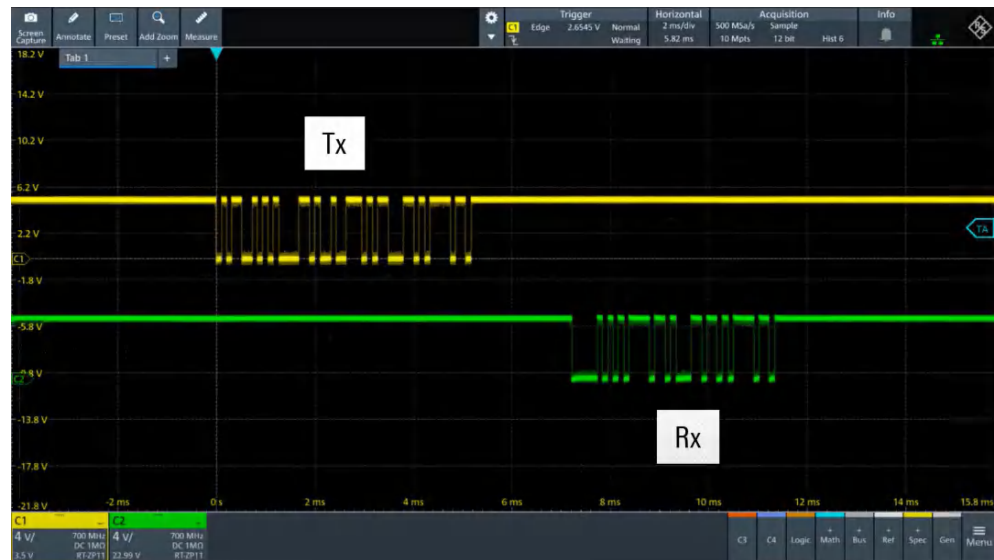 Trigger
Horizontal
Acquisition
Info
C1 Edge 2.6545 V Normal
Waiting
2 ms/div
5.82 ms
500 MSa/s Sample
10 Mpts 12 bit Hist 6
Screen Capture
Annotate
Preset
Add Zoom
Measure
18.2 V
Tab 1 +
14.2 V
10.2 V
Tx
6.2 V
2.2 V
TA
C1
-1.8 V
-5.8 V
C2
-9.8 V
-13.8 V
Rx
-17.8 V
-21.8 V
-2 ms 0 s 2 ms 4 ms 6 ms 8 ms 10 ms 12 ms 14 ms 15.8 ms
C1
4 V/ 700 MHz
DC 1MΩ
3.5 V RT-ZP11
C2
4 V/ 700 MHz
DC 1MΩ
22.99 V RT-ZP11
C3 C4 Logic + Math + Bus + Ref + Spec Gen Menu